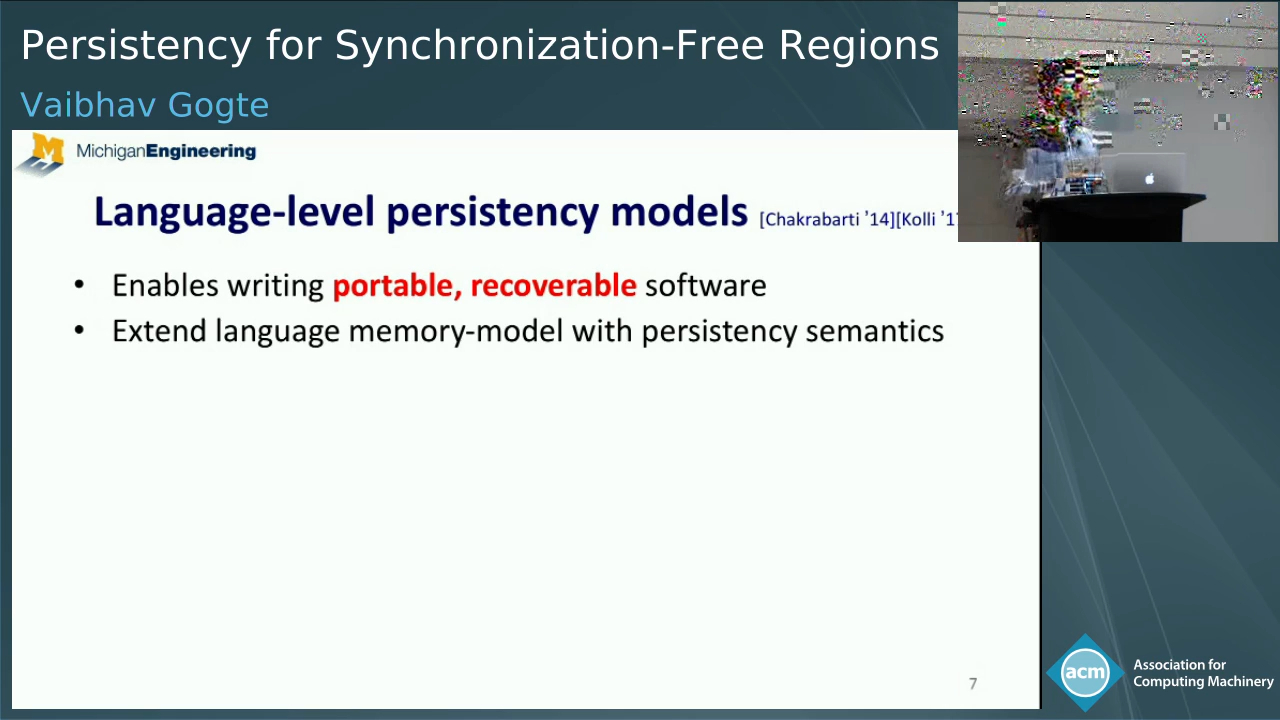 Persistency for Synchronization-Free Regions
Vaibhav Gogte
M MichiganEngineering
Language-level persistency models [Chakrabarti ’14][Kolli
• Enables writing portable, recoverable software
• Extend language memory-model with persistency semantics
7
acm
Association for
Computing Machinery